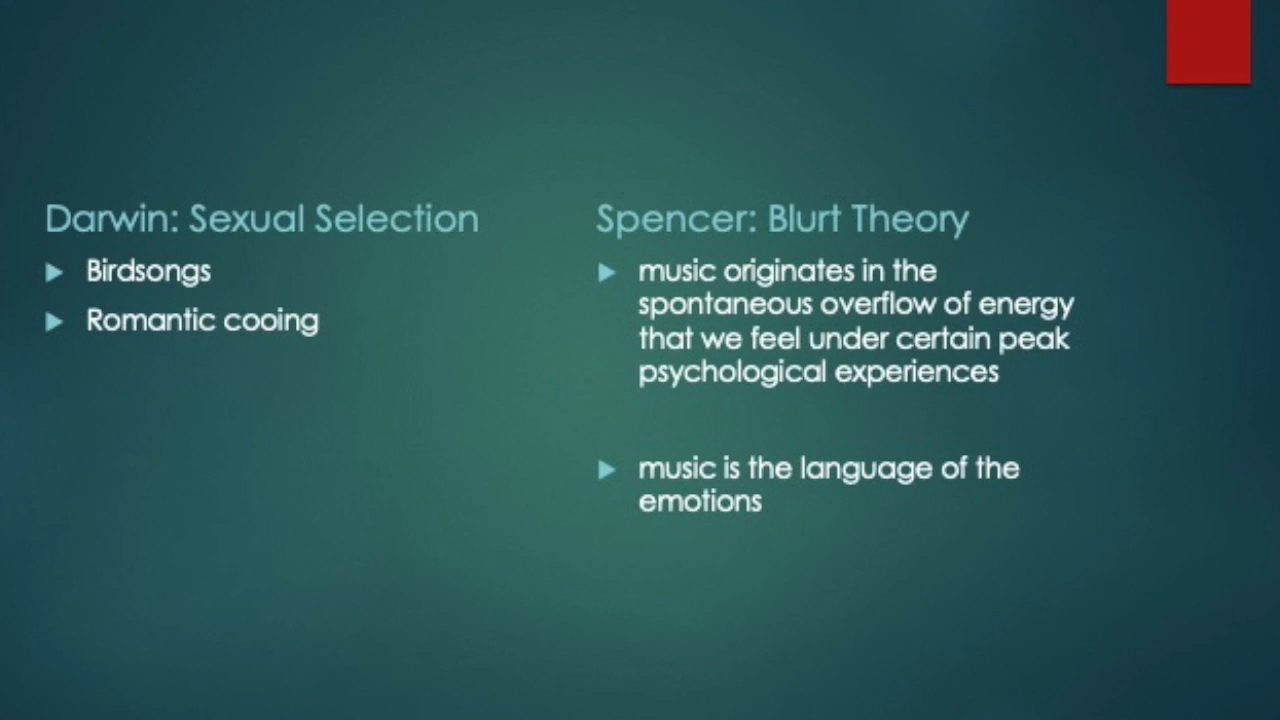 Darwin: Sexual Selection
Birdsongs
Romantic cooing
Spencer: Blurt Theory
music originates in the
spontaneous overflow of energy
that we feel under certain peak
psychological experiences
music is the language of the
emotions